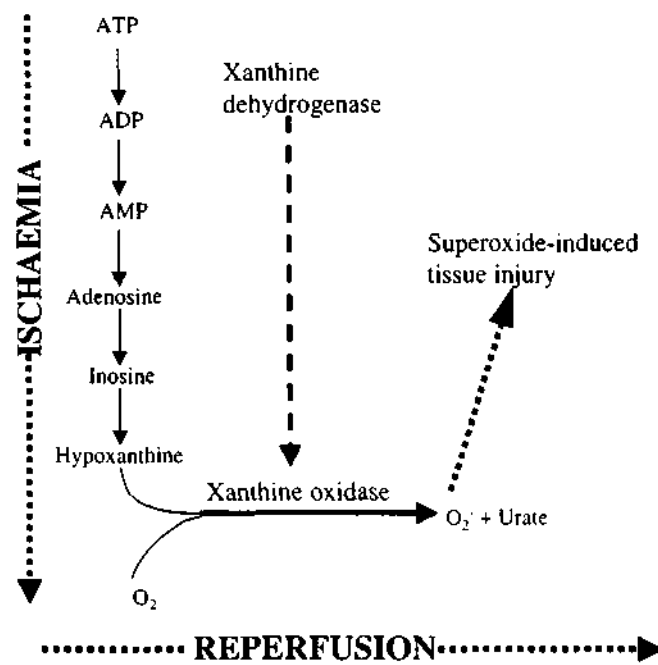 ATP
Xanthine
dehydrogenase
ADP
AMP
ISCHAEMIA
Superoxide-induced
tissue injury
Adenosine
Inosine
Hypoxanthine
Xanthine oxidase
O₂· + Urate
O₂
REPERFUSION